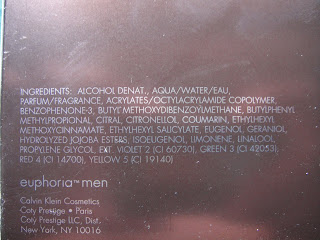 INGREDIENTS: ALCOHOL DENAT., AQUA/WATER/EAU,
PARFUM/FRAGRANCE, ACRYLATES/OCTYLACRYLAMIDE COPOLYMER,
BENZOPHENONE-3, BUTYL METHOXYDIBENZOYLMETHANE, BUTYLPHENYL
METHYLPROPIONAL, CITRAL, CITRONELLOL, COUMARIN, ETHYLHEXYL
METHOXYCINNAMATE, ETHYLHEXYL SALICYLATE, EUGENOL, GERANIOL,
HYDROLYZED JOJOBA ESTERS, ISOEUGENOL, LIMONENE, LINALOOL,
PROPYLENE GLYCOL, EXT. VIOLET 2 (CI 60730), GREEN 3 (CI 42053),
RED 4 (CI 14700), YELLOW 5 (CI 19140)
euphoria™ men
Calvin Klein Cosmetics
Coty Prestige • Paris
Coty Prestige LLC, Dist.
New York, NY 10016